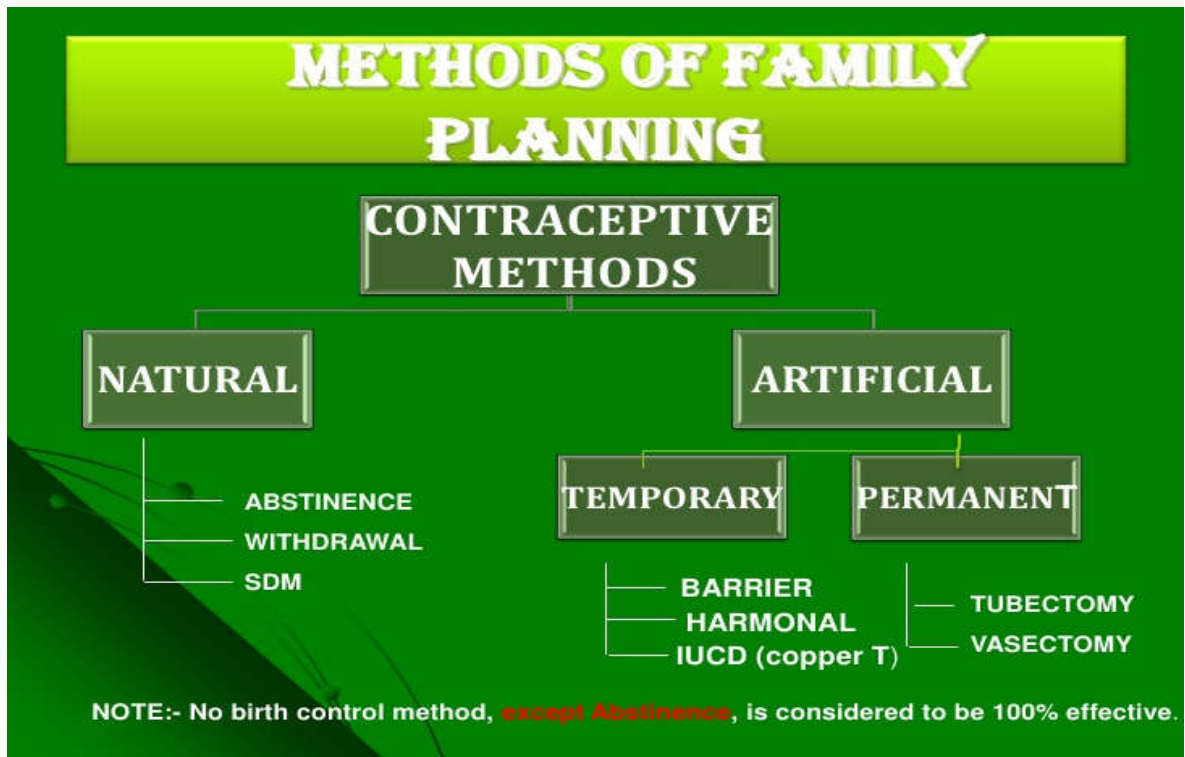 METHODS OF FAMILY
PLANNING
CONTRACEPTIVE
METHODS
NATURAL
ARTIFICIAL
ABSTINENCE
WITHDRAWAL
SDM
TEMPORARY
PERMANENT
BARRIER
HARMONAL
IUCD (copper T)
TUBECTOMY
VASECTOMY
NOTE:- No birth control method, except Abstinence, is considered to be 100% effective.